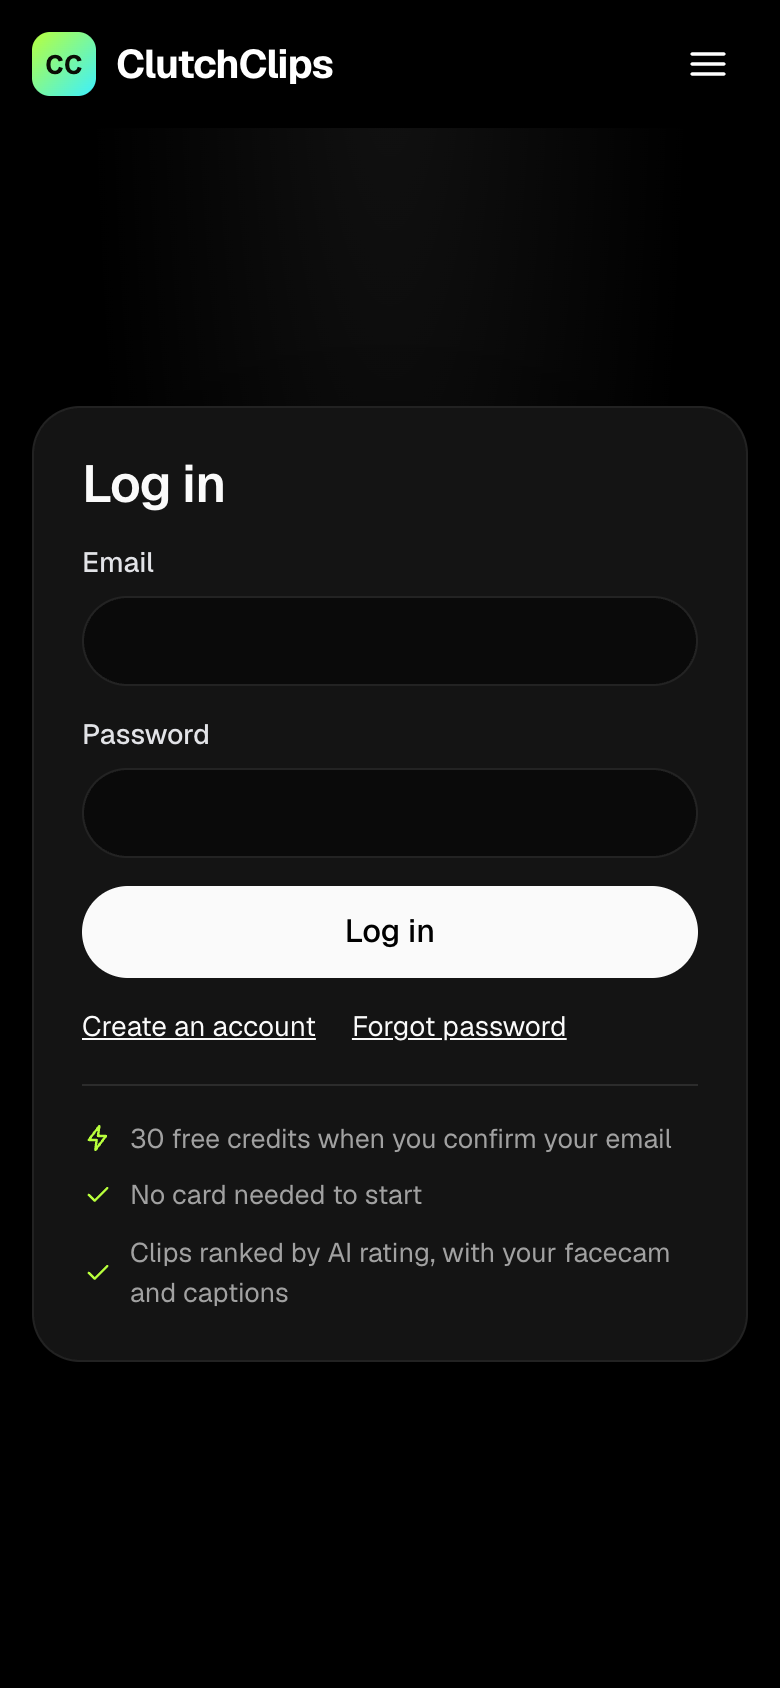 CC ClutchClips
Log in
Email
Password
Log in
Create an account Forgot password
30 free credits when you confirm your email
No card needed to start
Clips ranked by AI rating, with your facecam
and captions